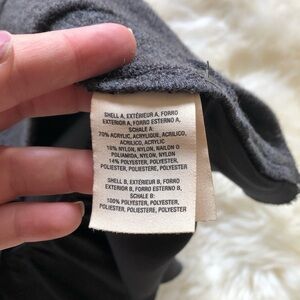 SHELL A, EXTÉRIEUR A, FORRO
EXTERIOR A, FORRO ESTERNO A,
SCHALE A:
70% ACRYLIC, ACRYLIQUE, ACRILICO,
ACRILICO, ACRYLIC
16% NYLON, NYLON, NAILON O
POLIAMIDA, NYLON, NYLON
14% POLYESTER, POLYESTER,
POLIESTER, POLIESTERE, POLYESTER
SHELL B, EXTÉRIEUR B, FORRO
EXTERIOR B, FORRO ESTERNO B,
SCHALE B:
100% POLYESTER, POLYESTER,
POLIESTER, POLIESTERE, POLYESTER